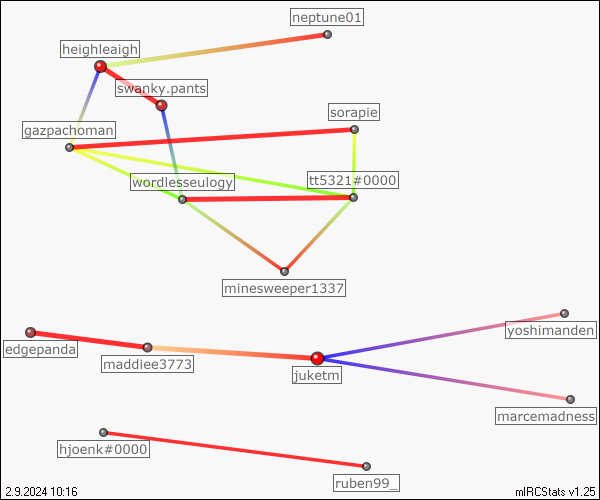 neptune01
heighleaigh
swanky.pants
sorapie
gazpachoman
wordlesseulogy
tt5321#0000
minesweeper1337
yoshimanden
edgepanda
maddiee3773
juketm
marcemadness
hjoenk#0000
ruben99_
2.9.2024 10:16
mIRCStats v1.25